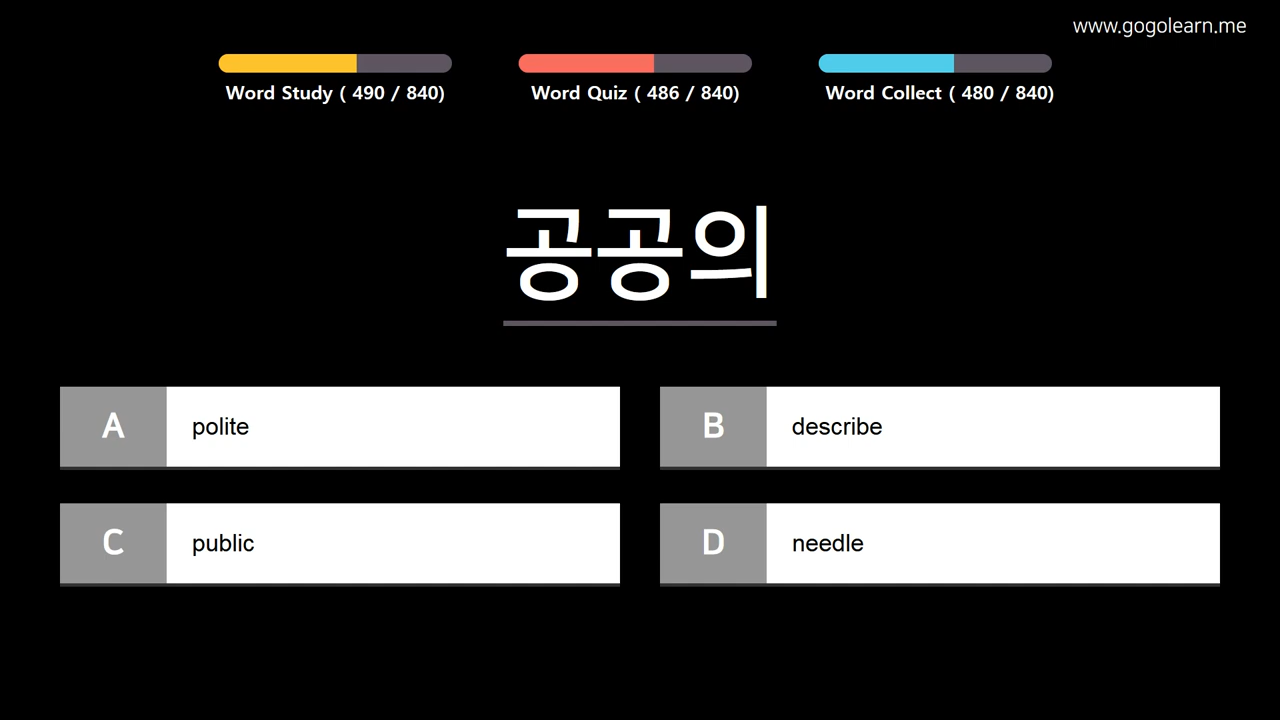 www.gogolearn.me
Word Study ( 490 / 840)
Word Quiz ( 486 / 840)
Word Collect ( 480 / 840)
공공의
A polite
B describe
C public
D needle